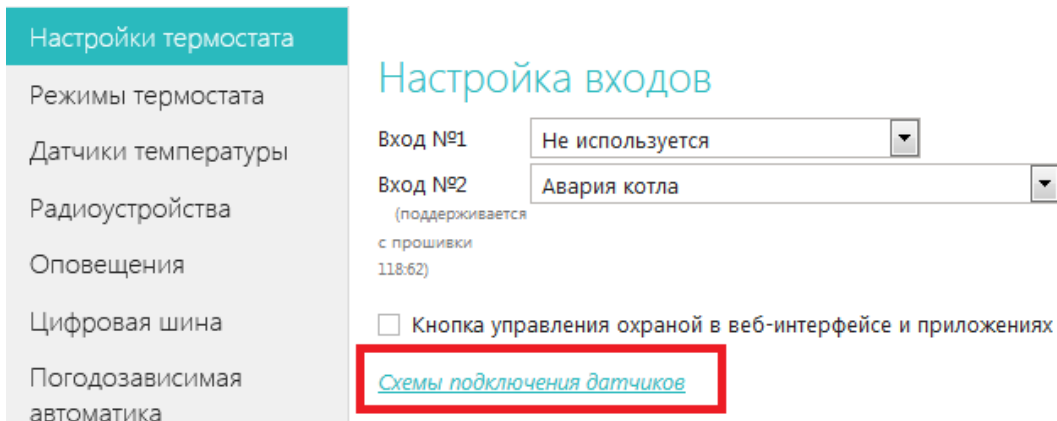 Настройки термостата
Режимы термостата
Датчики температуры
Радиоустройства
Оповещения
Цифровая шина
Погодозависимая
автоматика
Настройка входов
Вход №1 Не используется
Вход №2 Авария котла
(поддерживается
с прошивки
118:62)
Кнопка управления охраной в веб-интерфейсе и приложениях
Схемы подключения датчиков